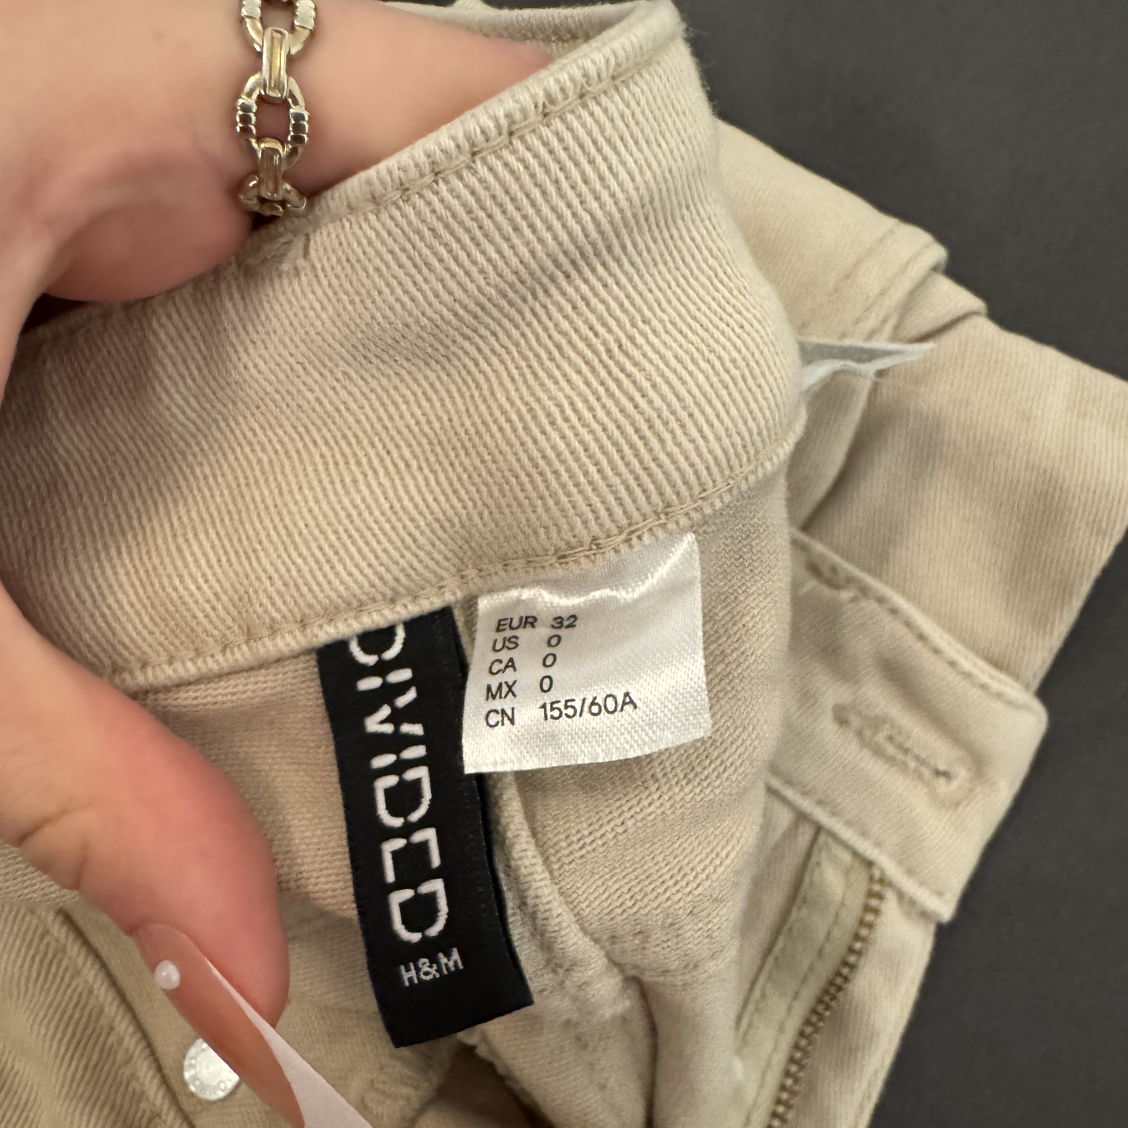 EUR 32
US 0
CA 0
MX 0
CN 155/60A
DIVIDED
H&M